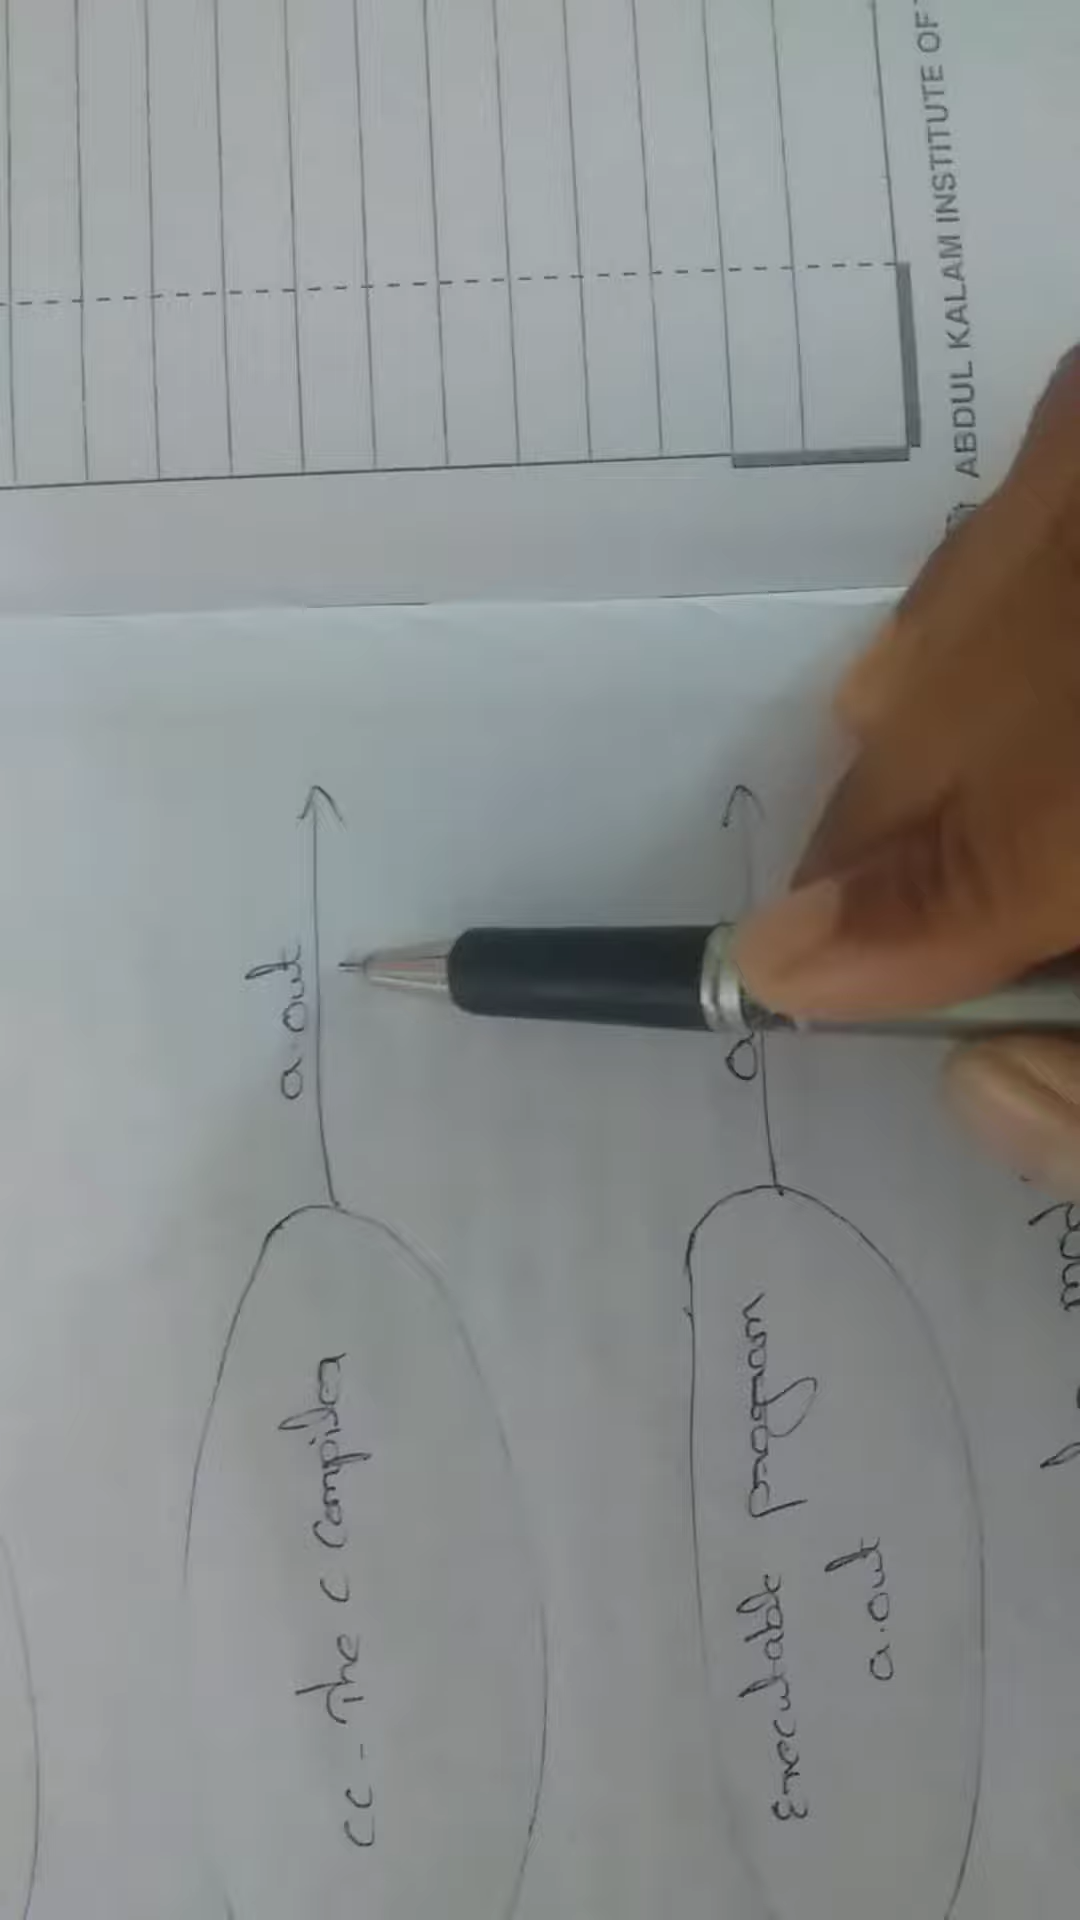 ABDUL KALAM INSTITUTE OF
a.out
CC - The C Compiler
Executable program
a.out